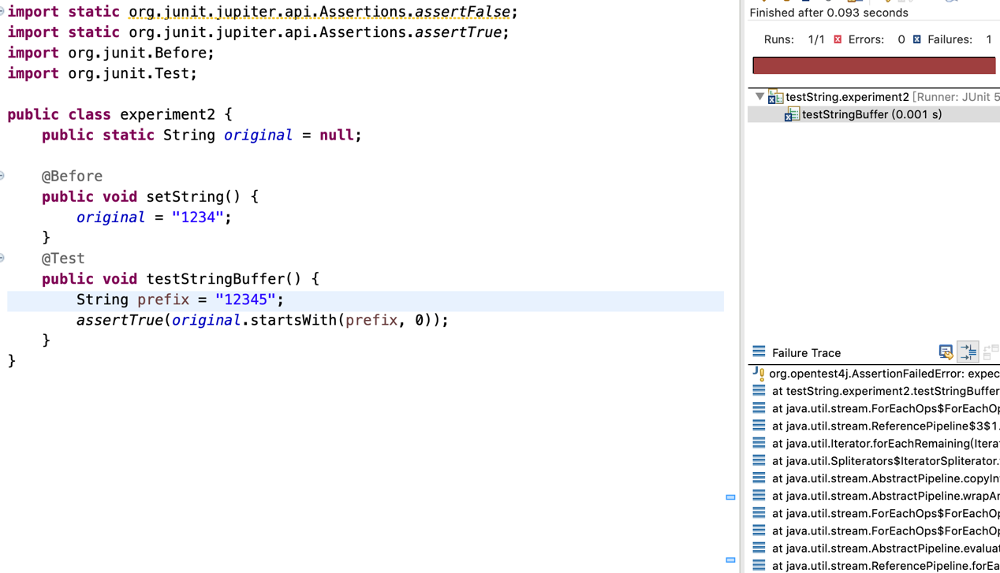 import static org.junit.jupiter.api.Assertions.assertFalse;
import static org.junit.jupiter.api.Assertions.assertTrue;
import org.junit.Before;
import org.junit.Test;

public class experiment2 {
    public static String original = null;

    @Before
    public void setString() {
        original = "1234";
    }
    @Test
    public void testStringBuffer() {
        String prefix = "12345";
        assertTrue(original.startsWith(prefix, 0));
    }
}
Finished after 0.093 seconds
Runs: 1/1 Errors: 0 Failures: 1
testString.experiment2 [Runner: JUnit 5
testStringBuffer (0.001 s)
Failure Trace
org.opentest4j.AssertionFailedError: expec
at testString.experiment2.testStringBuffer
at java.util.stream.ForEachOps$ForEachOp
at java.util.stream.ReferencePipeline$3$1.
at java.util.Iterator.forEachRemaining(Itera
at java.util.Spliterators$IteratorSpliterator.
at java.util.stream.AbstractPipeline.copyIn
at java.util.stream.AbstractPipeline.wrapAn
at java.util.stream.ForEachOps$ForEachOp
at java.util.stream.ForEachOps$ForEachOp
at java.util.stream.AbstractPipeline.evaluat
at java.util.stream.ReferencePipeline.forEa